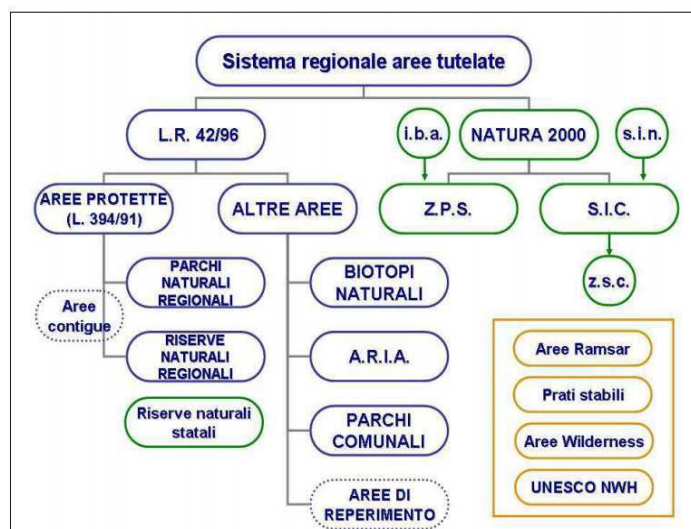 Sistema regionale aree tutelate
L.R. 42/96
i.b.a.
NATURA 2000
s.i.n.
AREE PROTETTE
(L. 394/91)
ALTRE AREE
Z.P.S.
S.I.C.
z.s.c.
PARCHI
NATURALI
REGIONALI
Aree
contigue
RISERVE
NATURALI
REGIONALI
Riserve naturali
statali
BIOTOPI
NATURALI
A.R.I.A.
PARCHI
COMUNALI
AREE DI
REPERIMENTO
Aree Ramsar
Prati stabili
Aree Wilderness
UNESCO NWH